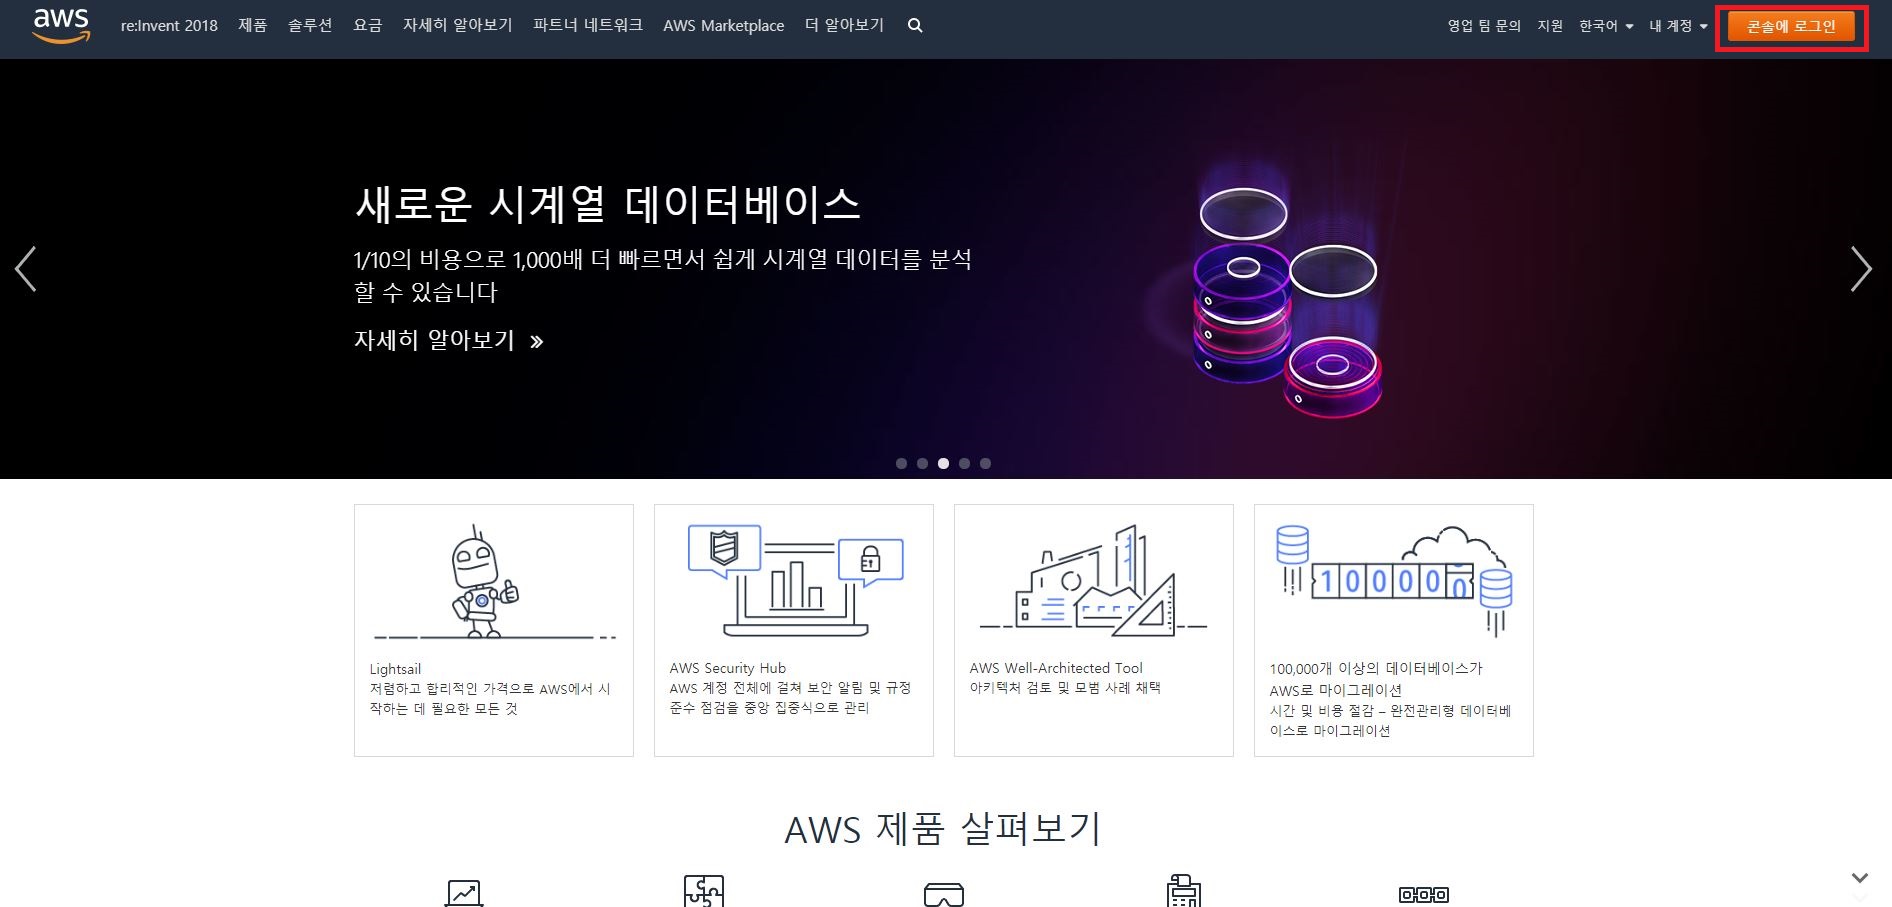 aws
re:Invent 2018 제품 솔루션 요금 자세히 알아보기 파트너 네트워크 AWS Marketplace 더 알아보기
영업 팀 문의 지원 한국어 내 계정 콘솔에 로그인
새로운 시계열 데이터베이스
1/10의 비용으로 1,000배 더 빠르면서 쉽게 시계열 데이터를 분석
할 수 있습니다
자세히 알아보기 »
Lightsail
저렴하고 합리적인 가격으로 AWS에서 시
작하는 데 필요한 모든 것
AWS Security Hub
AWS 계정 전체에 걸쳐 보안 알림 및 규정
준수 점검을 중앙 집중식으로 관리
AWS Well-Architected Tool
아키텍처 검토 및 모범 사례 채택
100000
100,000개 이상의 데이터베이스가
AWS로 마이그레이션
시간 및 비용 절감 – 완전관리형 데이터베
이스로 마이그레이션
AWS 제품 살펴보기